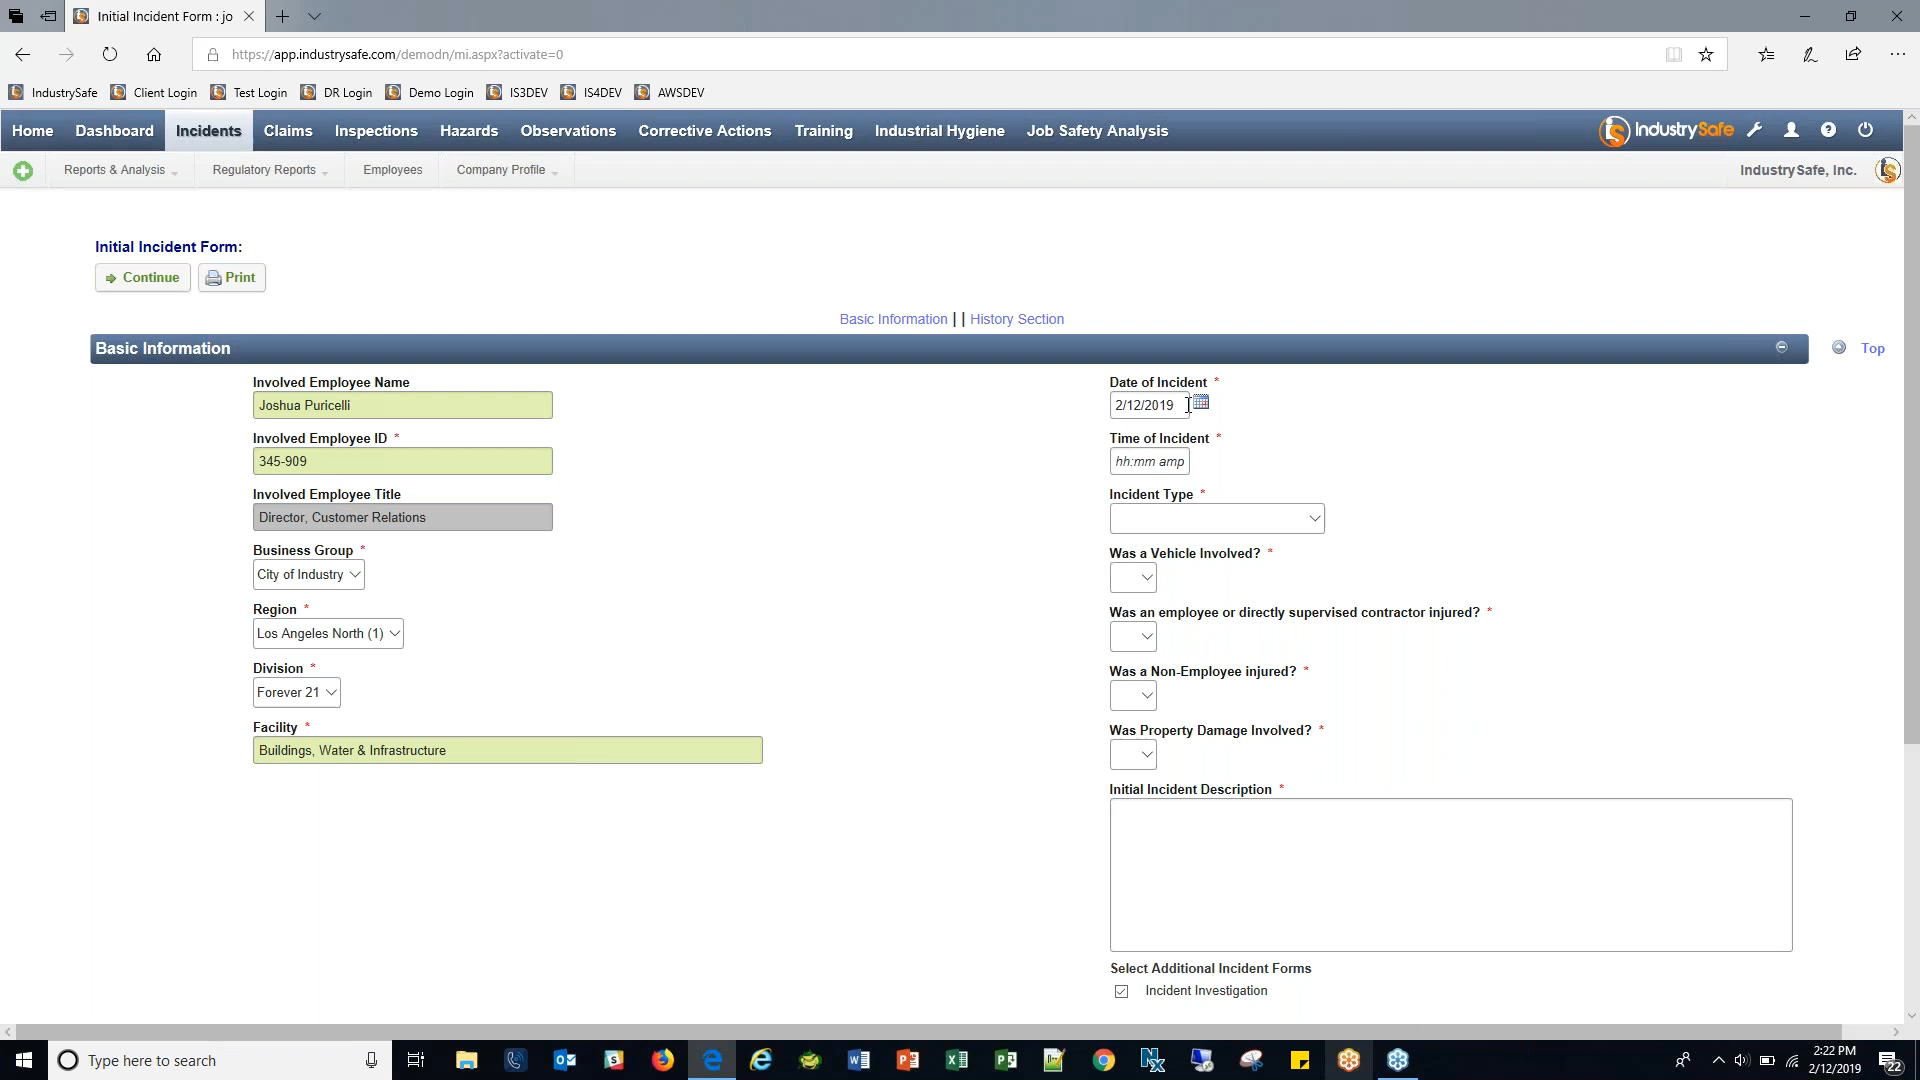 Initial Incident Form : jo
https://app.industrysafe.com/demodn/mi.aspx?activate=0
IndustrySafe Client Login Test Login DR Login Demo Login IS3DEV IS4DEV AWSDEV
Home Dashboard Incidents Claims Inspections Hazards Observations Corrective Actions Training Industrial Hygiene Job Safety Analysis IndustrySafe
Reports & Analysis Regulatory Reports Employees Company Profile IndustrySafe, Inc.
Initial Incident Form:
Continue Print
Basic Information | | History Section
Basic Information Top
Involved Employee Name
Joshua Puricelli
Involved Employee ID *
345-909
Involved Employee Title
Director, Customer Relations
Business Group *
City of Industry
Region *
Los Angeles North (1)
Division *
Forever 21
Facility *
Buildings, Water & Infrastructure
Date of Incident *
2/12/2019
Time of Incident *
hh:mm amp
Incident Type *
Was a Vehicle Involved? *
Was an employee or directly supervised contractor injured? *
Was a Non-Employee injured? *
Was Property Damage Involved? *
Initial Incident Description *
Select Additional Incident Forms
Incident Investigation
Type here to search
2:22 PM
2/12/2019
22